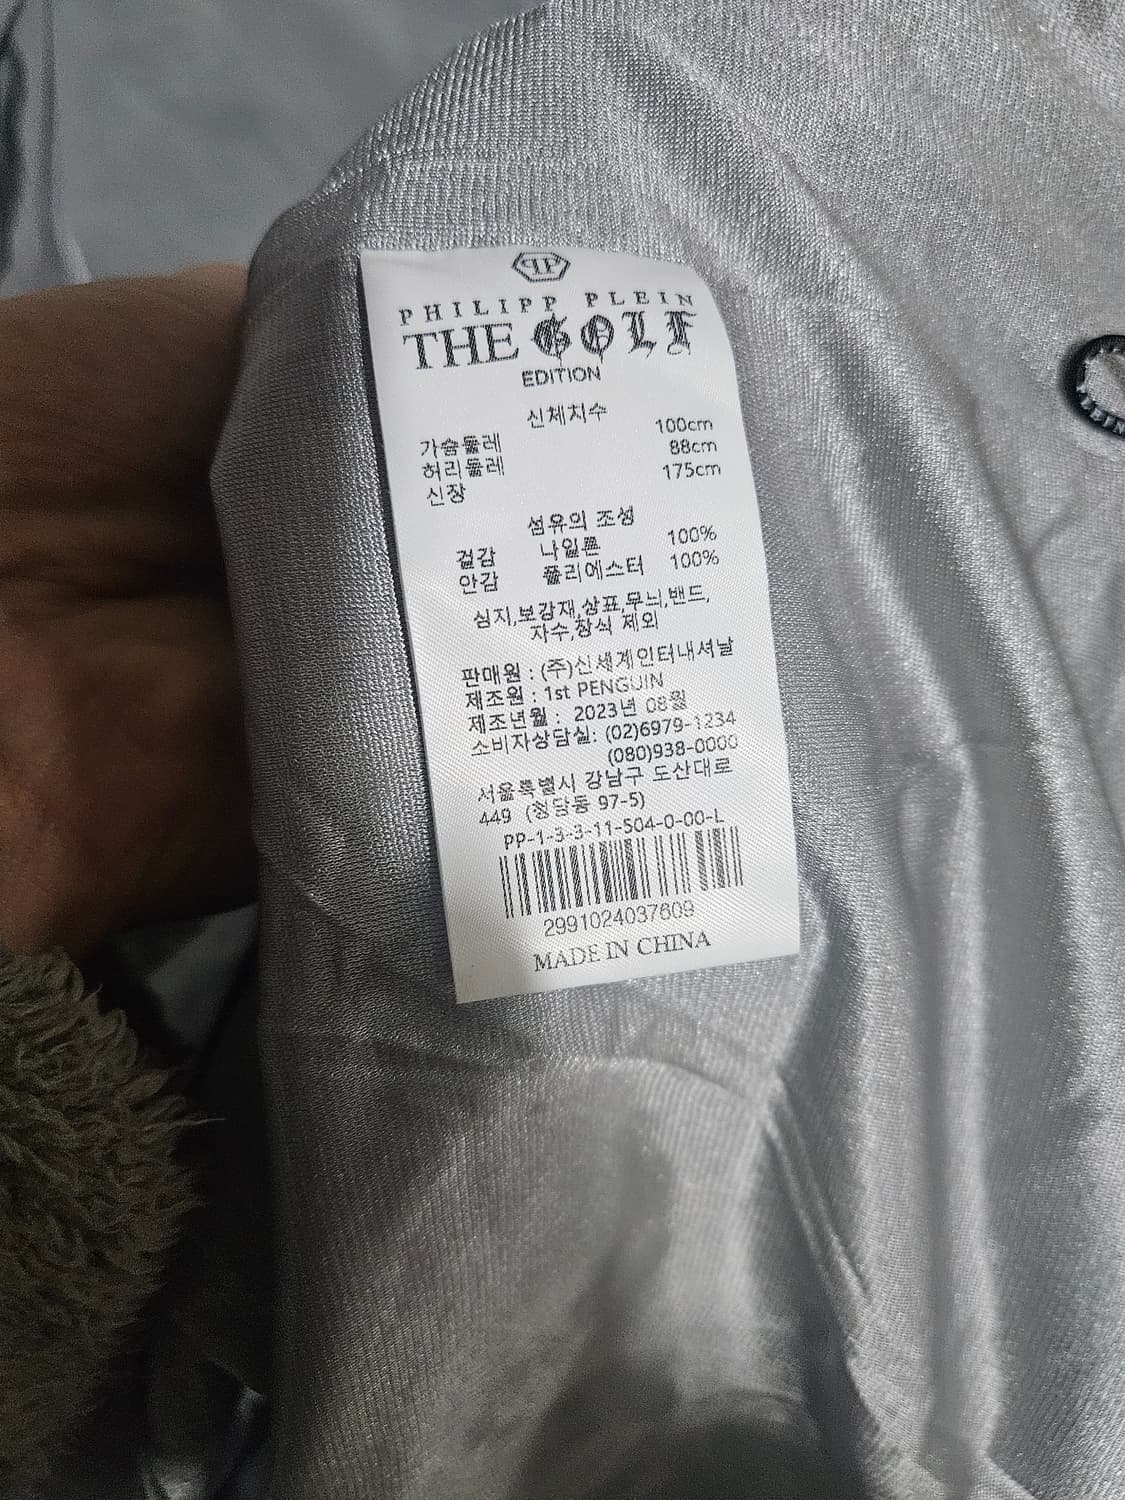 PHILIPP PLEIN
THE GOLF
EDITION
신체치수
가슴둘레 100cm
허리둘레 88cm
신장 175cm
섬유의 조성
겉감 나일론 100%
안감 폴리에스터 100%
심지,보강재,상표,무늬,밴드,
자수,장식 제외
판매원 : (주)신세계인터내셔날
제조원 : 1st PENGUIN
제조년월 : 2023년 08월
소비자상담실: (02)6979-1234
(080)938-0000
서울특별시 강남구 도산대로
449 (청담동 97-5)
PP-1-3-3-11-504-0-00-L
2991024037609
MADE IN CHINA